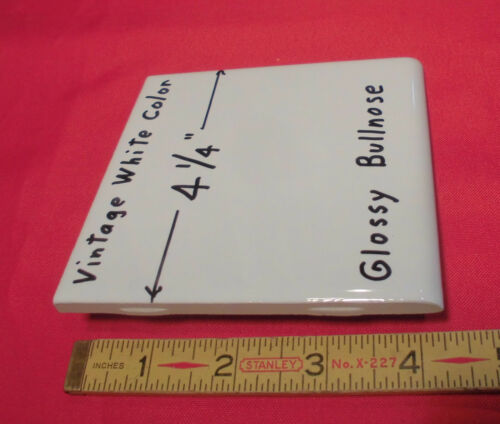 Vintage White Color
4 1/4"
Glossy Bullnose
INCHES 1 2 STANLEY 3 No. X-227 4